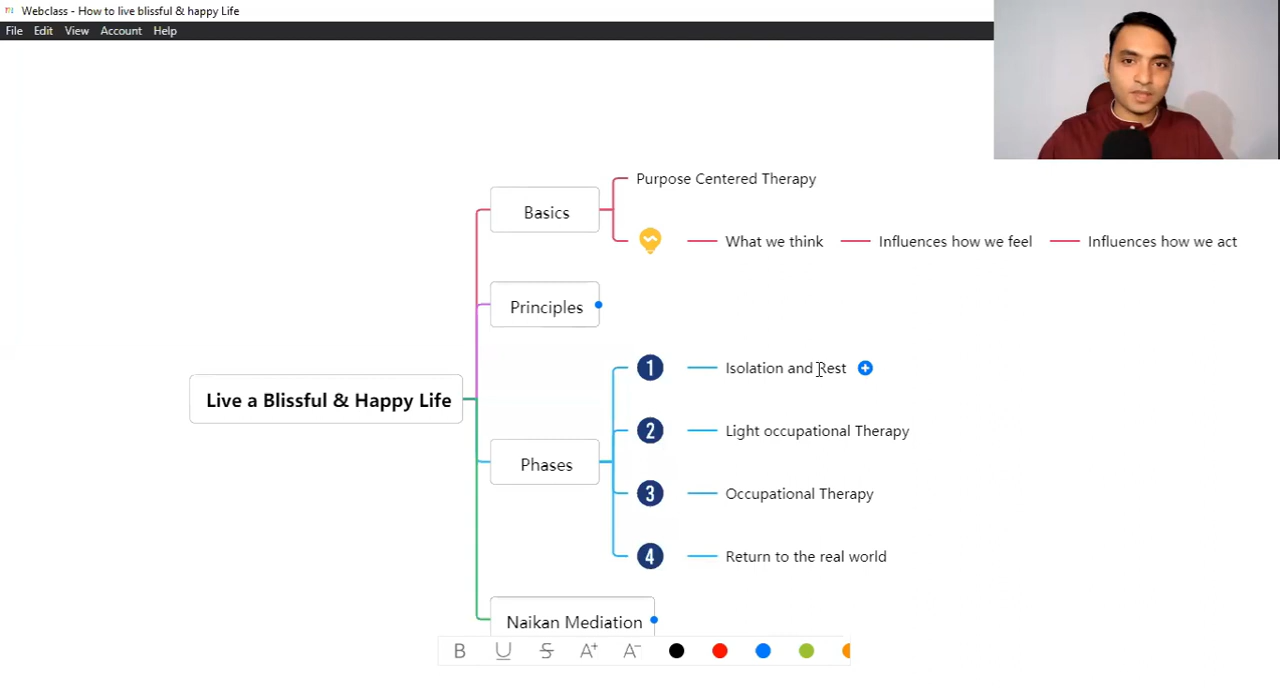 Webclass - How to live blissful & happy Life
File Edit View Account Help
Purpose Centered Therapy
Basics
What we think Influences how we feel Influences how we act
Principles
1 Isolation and Rest
Live a Blissful & Happy Life
2 Light occupational Therapy
Phases
3 Occupational Therapy
4 Return to the real world
Naikan Mediation
B U S A+ A-